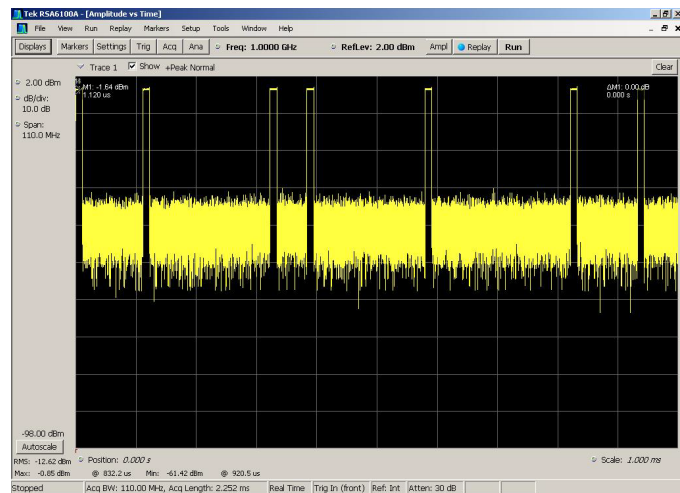 Tek RSA6100A - [Amplitude vs Time]
File View Run Replay Markers Setup Tools Window Help
Displays Markers Settings Trig Acq Ana Freq: 1.0000 GHz RefLev: 2.00 dBm Ampl Replay Run
Trace 1 Show +Peak Normal Clear
2.00 dBm
M1: -1.64 dBm ΔM1: 0.00 dB
1.120 us 0.000 s
dB/div:
10.0 dB
Span:
110.0 MHz
-98.00 dBm
Autoscale
RMS: -12.62 dBm Position: 0.000 s Scale: 1.000 ms
Max: -0.85 dBm @ 832.2 us Min: -61.42 dBm @ 920.5 us
Stopped Acq BW: 110.00 MHz, Acq Length: 2.252 ms Real Time Trig In (front) Ref: Int Atten: 30 dB